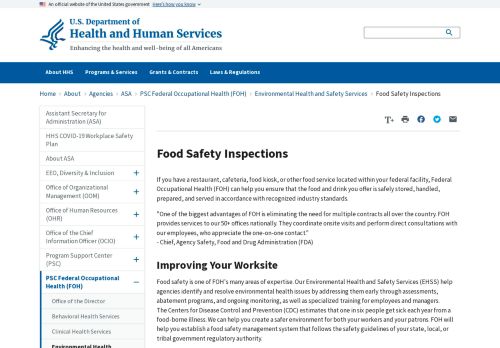 An official website of the United States government Here's how you know
U.S. Department of
Health and Human Services
Enhancing the health and well-being of all Americans
About HHS Programs & Services Grants & Contracts Laws & Regulations
Home > About > Agencies > ASA > PSC Federal Occupational Health (FOH) > Environmental Health and Safety Services > Food Safety Inspections
Assistant Secretary for
Administration (ASA)
HHS COVID-19 Workplace Safety
Plan
About ASA
EEO, Diversity & Inclusion +
Office of Organizational
Management (OOM) +
Office of Human Resources
(OHR) +
Office of the Chief
Information Officer (OCIO) +
Program Support Center
(PSC) +
PSC Federal Occupational
Health (FOH) –
Office of the Director
Behavioral Health Services
Clinical Health Services
Environmental Health
T+
Food Safety Inspections
If you have a restaurant, cafeteria, food kiosk, or other food service located within your federal facility, Federal
Occupational Health (FOH) can help you ensure that the food and drink you offer is safely stored, handled,
prepared, and served in accordance with recognized industry standards.
"One of the biggest advantages of FOH is eliminating the need for multiple contracts all over the country. FOH
provides services to our 50+ offices nationally. They coordinate onsite visits and perform direct consultations with
our employees, who appreciate the one-on-one contact"
- Chief, Agency Safety, Food and Drug Administration (FDA)
Improving Your Worksite
Food safety is one of FOH's many areas of expertise. Our Environmental Health and Safety Services (EHSS) help
agencies identify and resolve environmental health issues by addressing them early through assessments,
abatement programs, and ongoing monitoring, as well as specialized training for employees and managers.
The Centers for Disease Control and Prevention (CDC) estimates that one in six people get sick each year from a
food-borne illness. We can help you create a safer environment for both your workers and your patrons. FOH will
help you establish a food safety management system that follows the safety guidelines of your state, local, or
tribal government regulatory authority.